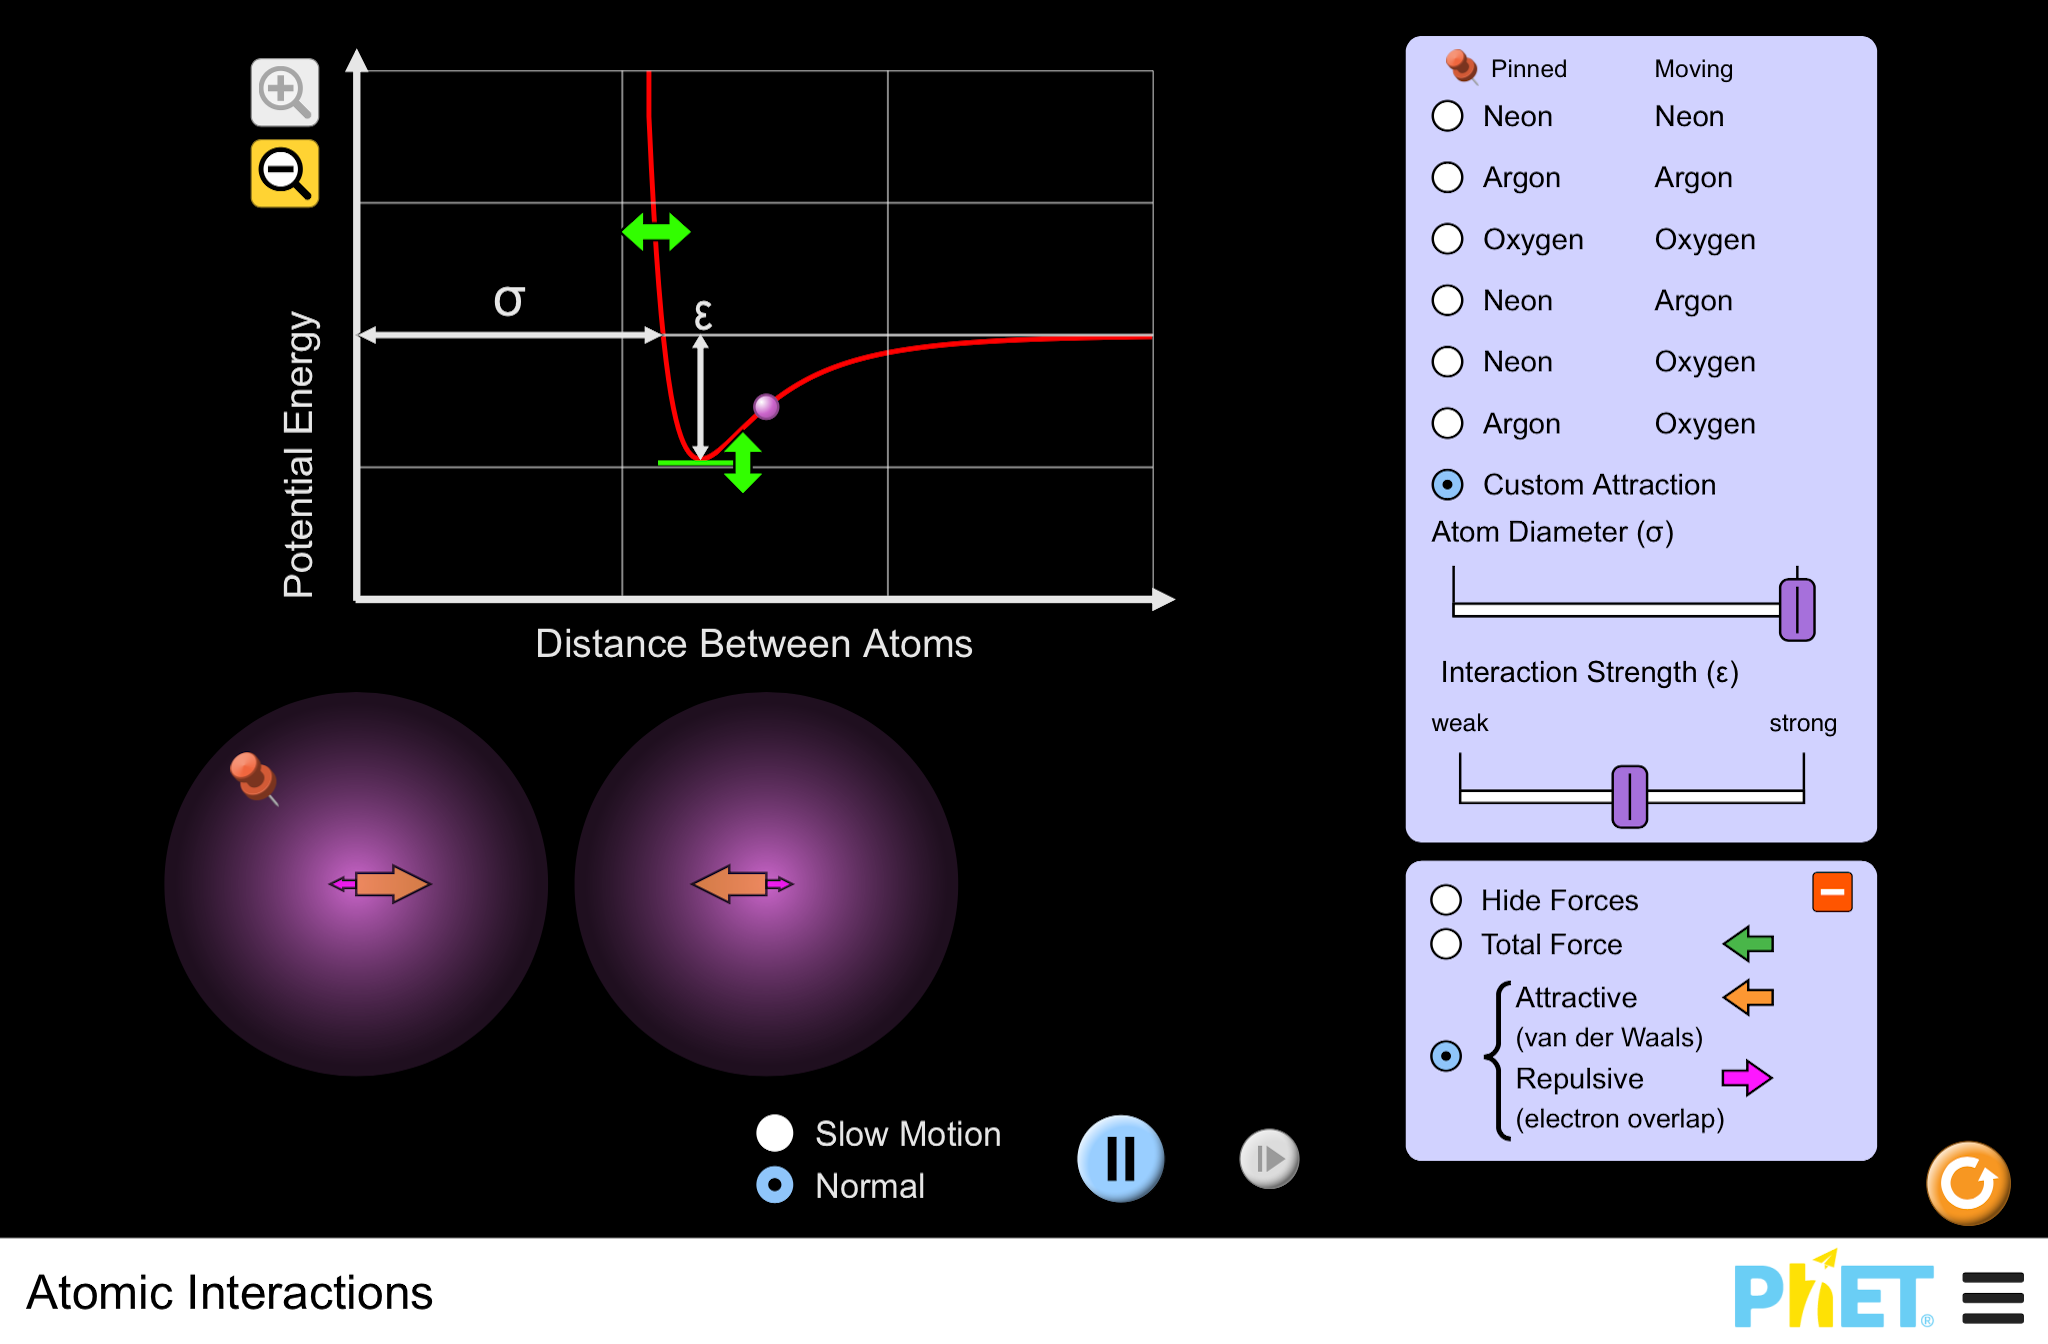 σ
ε
Potential Energy
Distance Between Atoms
Pinned Moving
Neon Neon
Argon Argon
Oxygen Oxygen
Neon Argon
Neon Oxygen
Argon Oxygen
Custom Attraction
Atom Diameter (σ)
Interaction Strength (ε)
weak strong
Hide Forces
Total Force
Attractive
(van der Waals)
Repulsive
(electron overlap)
Slow Motion
Normal
Atomic Interactions
PhET®